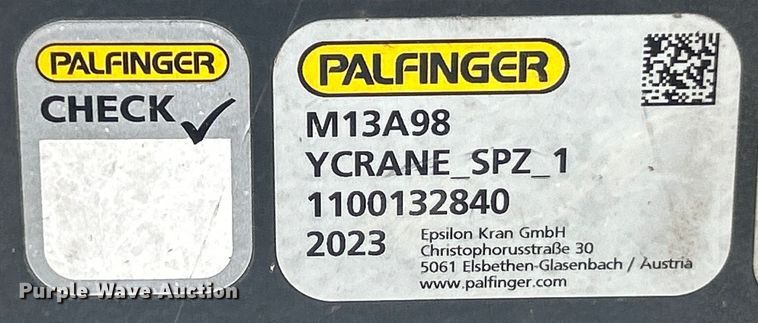 PALFINGER
CHECK
PALFINGER
M13A98
YCRANE_SPZ_1
1100132840
2023
Epsilon Kran GmbH
Christophorusstraße 30
5061 Elsbethen-Glasenbach / Austria
www.palfinger.com
Purple Wave Auction